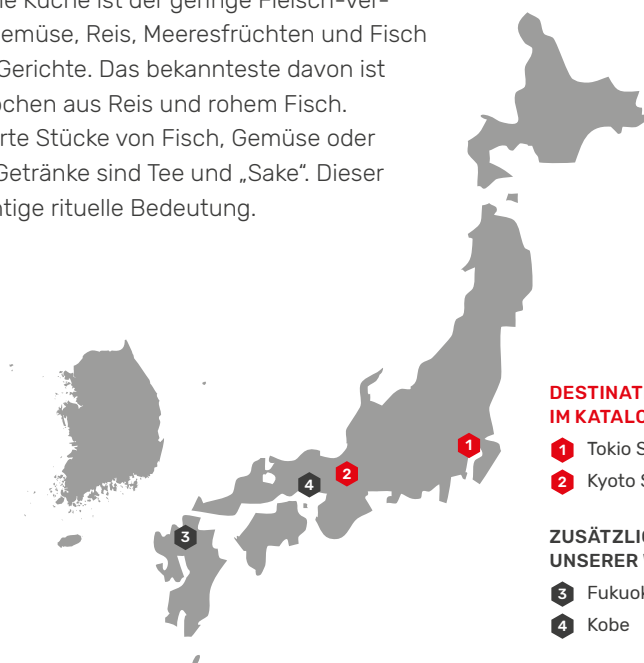 ne Küche ist der geringe Fleisch-Ver-
emüse, Reis, Meeresfrüchten und Fisch
Gerichte. Das bekannteste davon ist
ochen aus Reis und rohem Fisch.
rte Stücke von Fisch, Gemüse oder
Getränke sind Tee und „Sake“. Dieser
tige rituelle Bedeutung.
1
2
4
3
DESTINAT
IM KATALO
1 Tokio S
2 Kyoto S
ZUSÄTZLI
UNSERER
3 Fukuok
4 Kobe